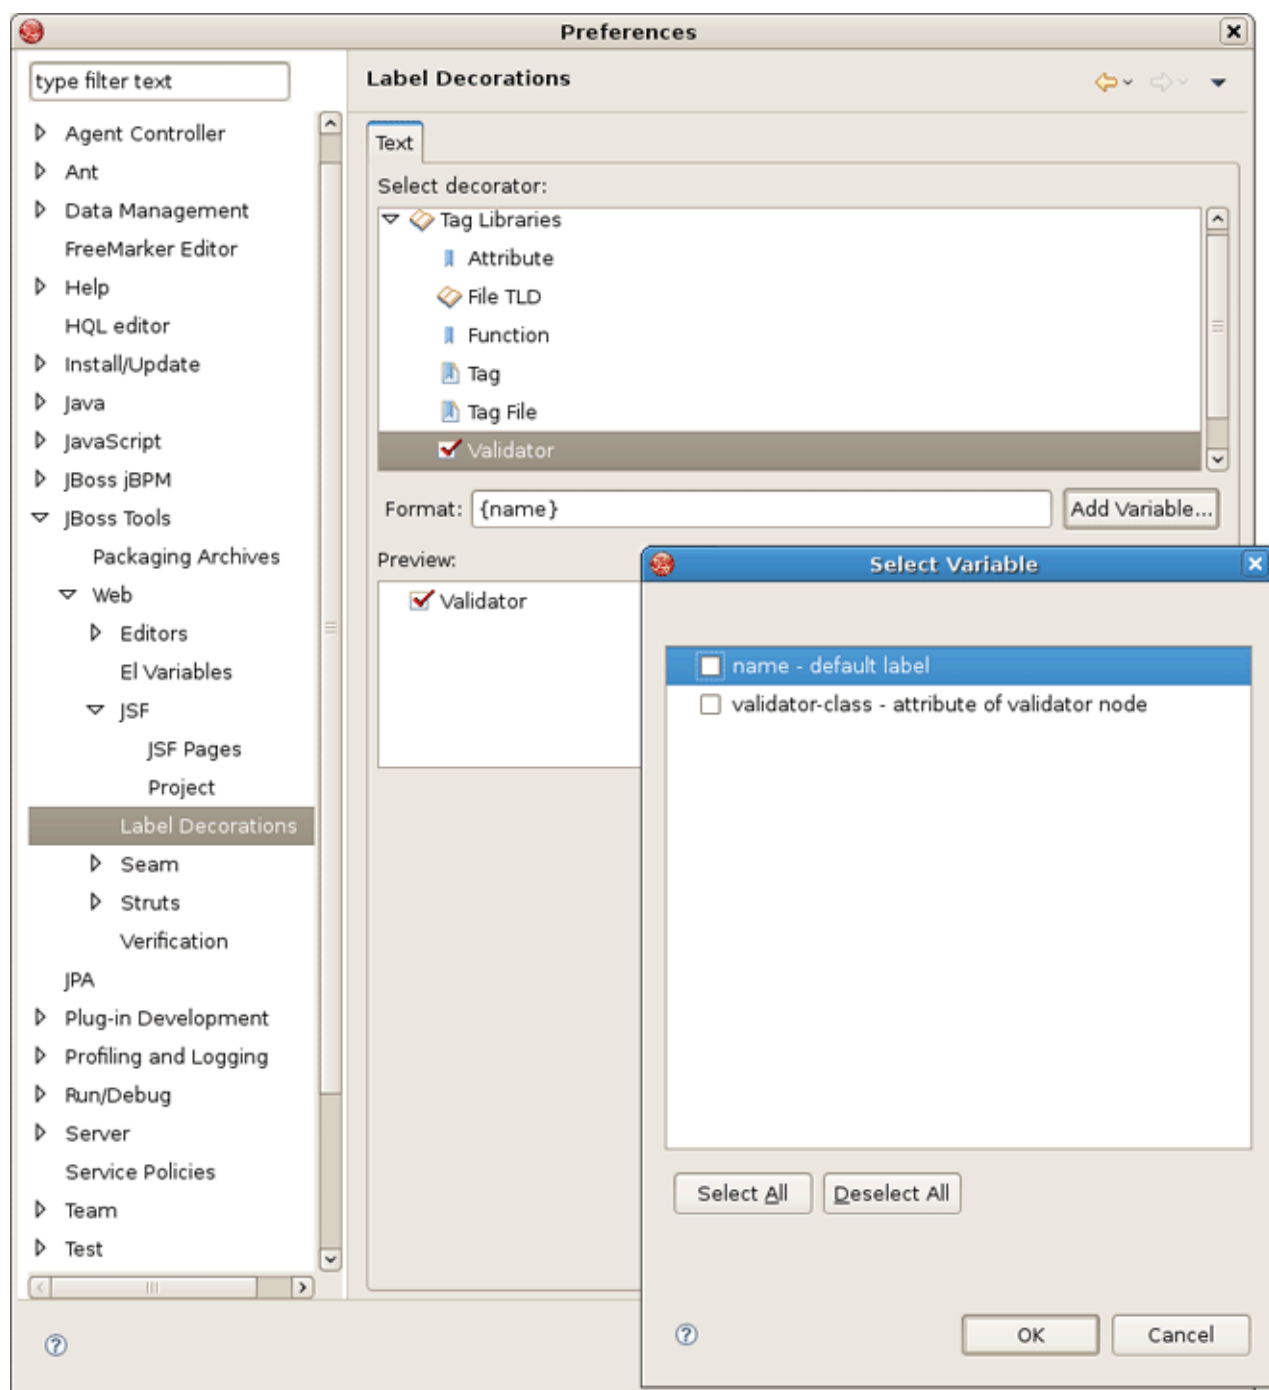 Preferences
type filter text
Agent Controller
Ant
Data Management
FreeMarker Editor
Help
HQL editor
Install/Update
Java
JavaScript
JBoss jBPM
JBoss Tools
Packaging Archives
Web
Editors
El Variables
JSF
JSF Pages
Project
Label Decorations
Seam
Struts
Verification
JPA
Plug-in Development
Profiling and Logging
Run/Debug
Server
Service Policies
Team
Test
Label Decorations
Text
Select decorator:
Tag Libraries
Attribute
File TLD
Function
Tag
Tag File
Validator
Format: {name} Add Variable...
Preview:
Validator
Select Variable
name - default label
validator-class - attribute of validator node
Select All Deselect All
OK Cancel